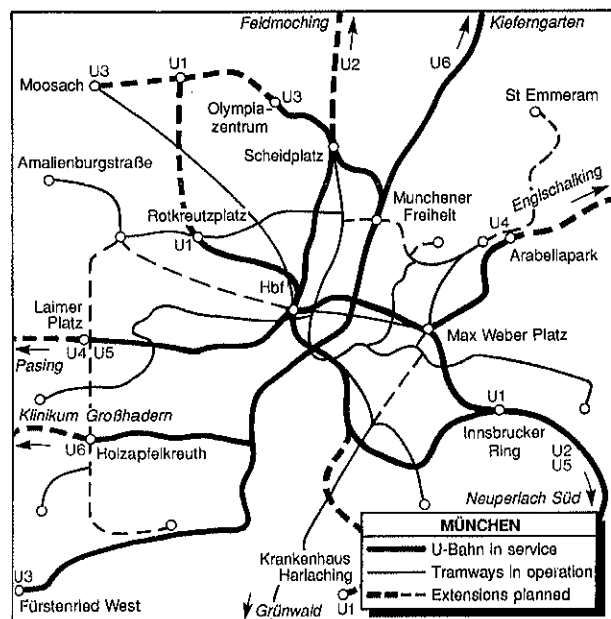 Feldmoching
Kieferngarten
U2
U6
U3
U1
Moosach
U3
Olympia-
zentrum
St Emmeram
Scheidplatz
Amalienburgstraße
Englschalking
Munchener
Freiheit
Rotkreutzplatz
U4
U1
Arabellapark
Hbf
Laimer
Platz
Max Weber Platz
U4 U5
Pasing
U1
Klinikum Großhadern
Innsbrucker
Ring
U2
U5
U6
Holzapfelkreuth
Neuperlach Süd
MÜNCHEN
U-Bahn in service
Tramways in operation
Extensions planned
Krankenhaus
Harlaching
U3
Fürstenried West
Grünwald
U1